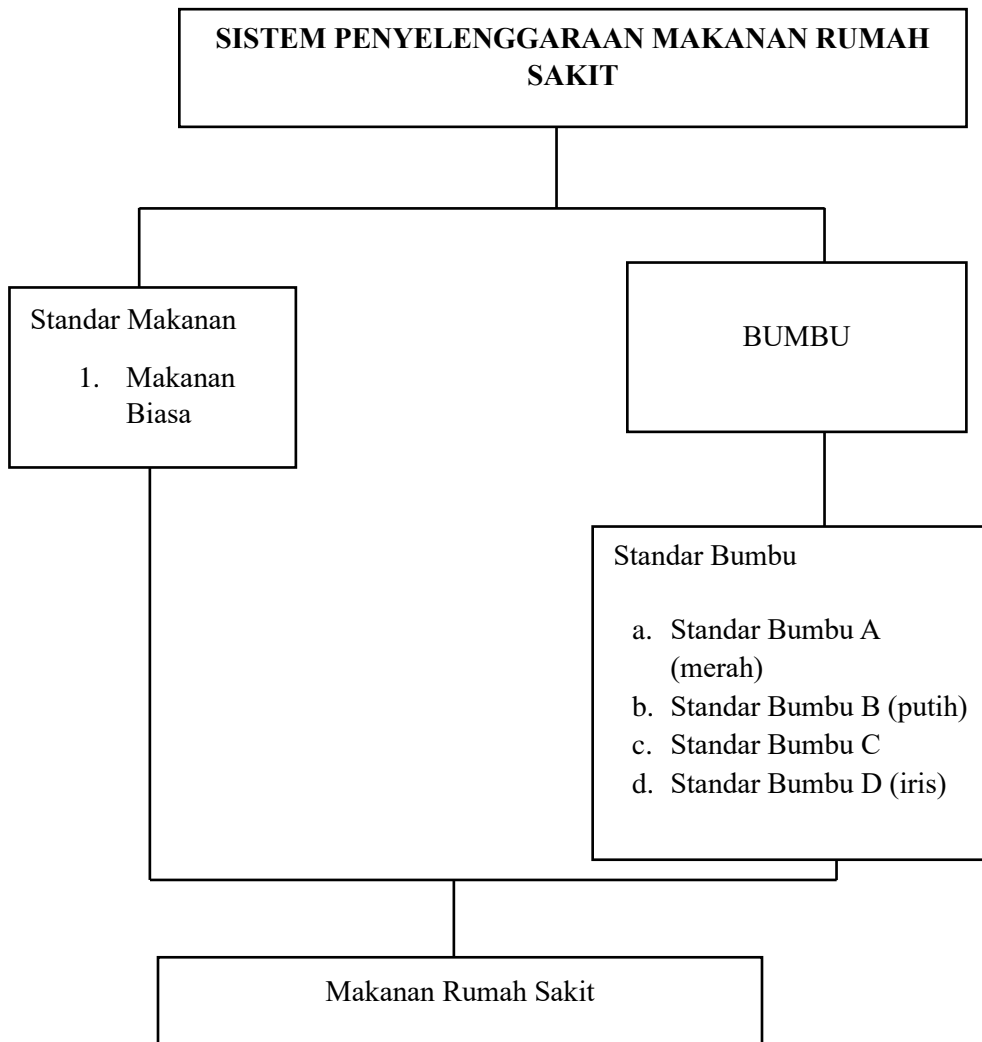 SISTEM PENYELENGGARAAN MAKANAN RUMAH
SAKIT
Standar Makanan
1. Makanan
Biasa
BUMBU
Standar Bumbu
a. Standar Bumbu A
(merah)
b. Standar Bumbu B (putih)
c. Standar Bumbu C
d. Standar Bumbu D (iris)
Makanan Rumah Sakit